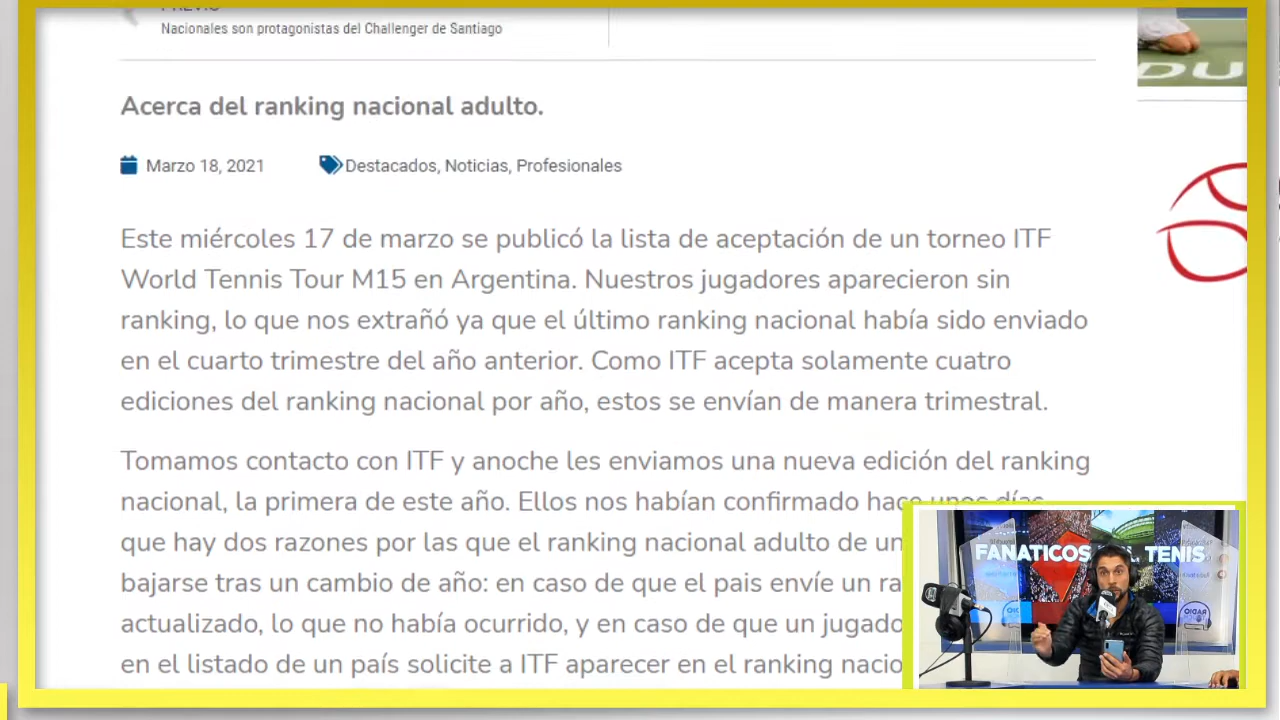 Nacionales son protagonistas del Challenger de Santiago
Acerca del ranking nacional adulto.
Marzo 18, 2021
Destacados, Noticias, Profesionales
Este miércoles 17 de marzo se publicó la lista de aceptación de un torneo ITF
World Tennis Tour M15 en Argentina. Nuestros jugadores aparecieron sin
ranking, lo que nos extrañó ya que el último ranking nacional había sido enviado
en el cuarto trimestre del año anterior. Como ITF acepta solamente cuatro
ediciones del ranking nacional por año, estos se envían de manera trimestral.
Tomamos contacto con ITF y anoche les enviamos una nueva edición del ranking
nacional, la primera de este año. Ellos nos habían confirmado hace unos días
que hay dos razones por las que el ranking nacional adulto de un
bajarse tras un cambio de año: en caso de que el pais envíe un ra
actualizado, lo que no había ocurrido, y en caso de que un jugado
en el listado de un país solicite a ITF aparecer en el ranking nacio
DU
FANATICOS TENIS